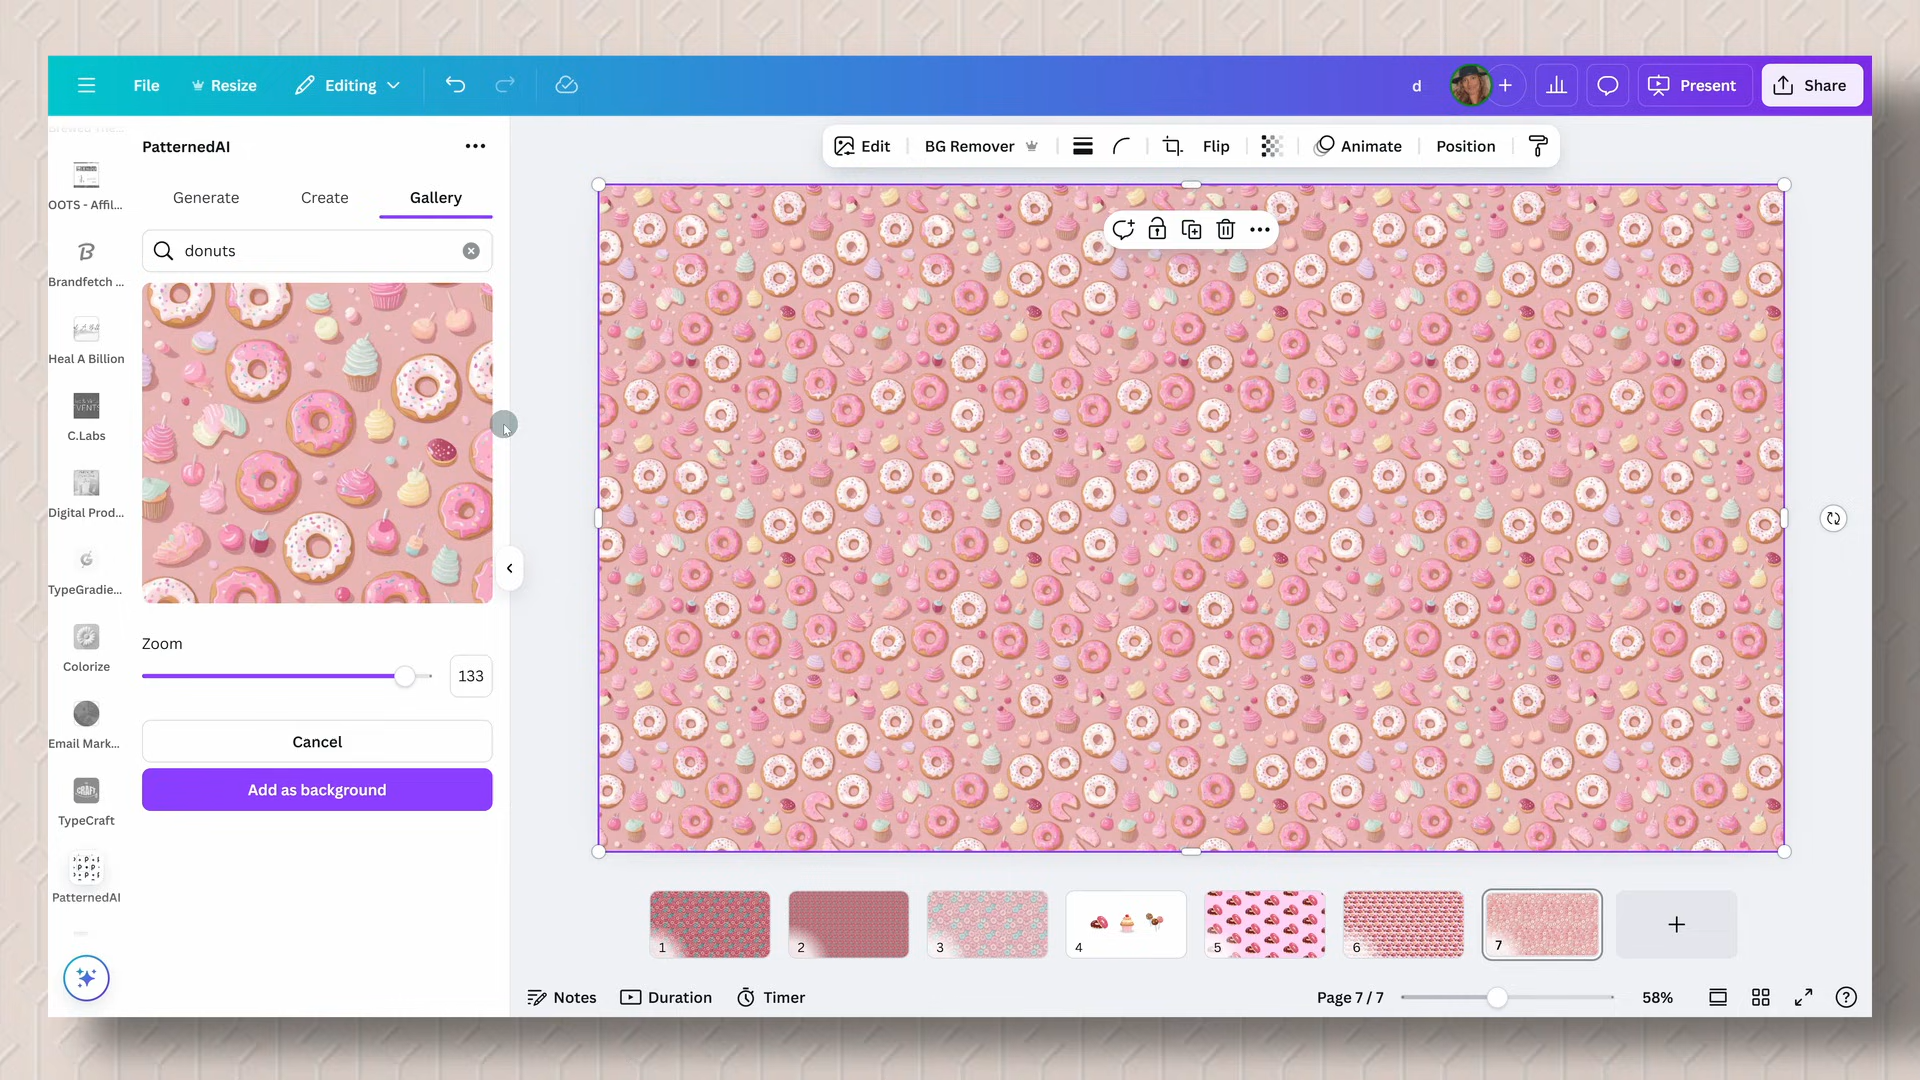 File
Resize
Editing
d
Present
Share
PatternedAI
Generate
Create
Gallery
donuts
Zoom
133
Cancel
Add as background
OOTS - Affil...
Brandfetch ...
Heal A Billion
C.Labs
Digital Prod...
TypeGradie...
Colorize
Email Mark...
TypeCraft
PatternedAI
Edit
BG Remover
Flip
Animate
Position
1
2
3
4
5
6
7
Notes
Duration
Timer
Page 7 / 7
58%